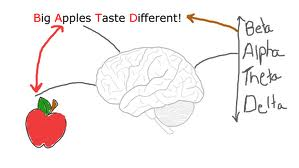 Big Apples Taste Different!
Beta
Alpha
Theta
Delta